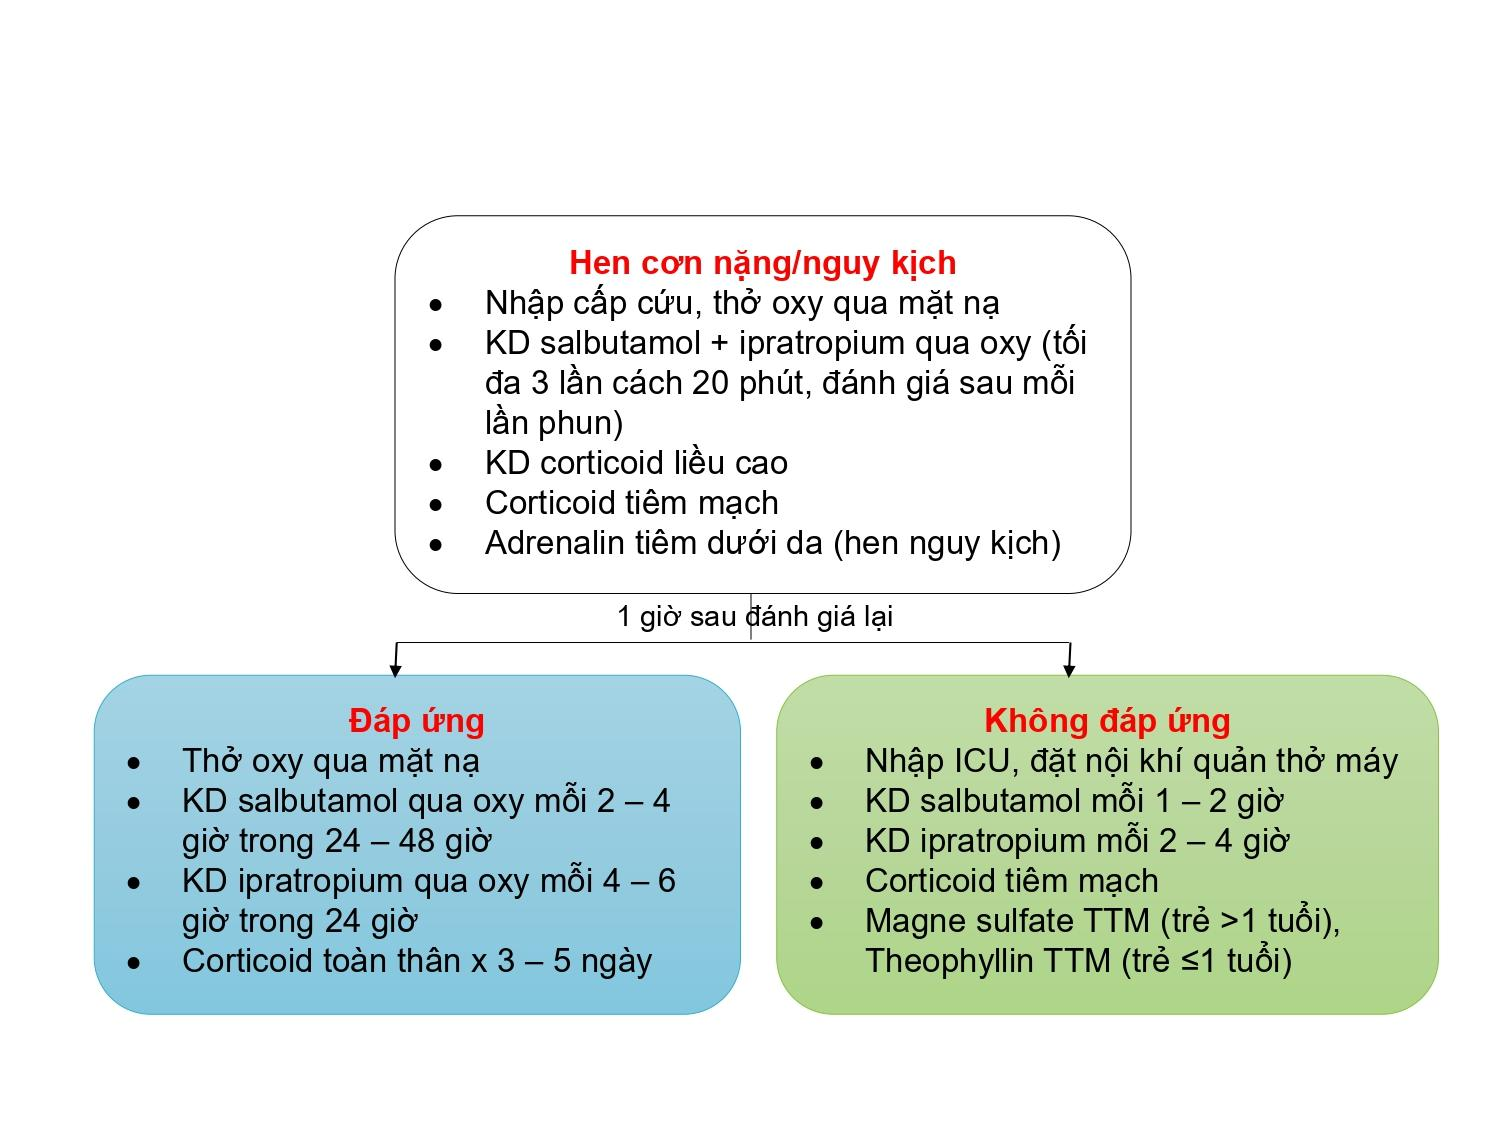 Hen cơn nặng/nguy kịch
• Nhập cấp cứu, thở oxy qua mặt nạ
• KD salbutamol + ipratropium qua oxy (tối
đa 3 lần cách 20 phút, đánh giá sau mỗi
lần phun)
• KD corticoid liều cao
• Corticoid tiêm mạch
• Adrenalin tiêm dưới da (hen nguy kịch)
1 giờ sau đánh giá lại
Đáp ứng
• Thở oxy qua mặt nạ
• KD salbutamol qua oxy mỗi 2 – 4
giờ trong 24 – 48 giờ
• KD ipratropium qua oxy mỗi 4 – 6
giờ trong 24 giờ
• Corticoid toàn thân x 3 – 5 ngày
Không đáp ứng
• Nhập ICU, đặt nội khí quản thở máy
• KD salbutamol mỗi 1 – 2 giờ
• KD ipratropium mỗi 2 – 4 giờ
• Corticoid tiêm mạch
• Magne sulfate TTM (trẻ >1 tuổi),
Theophyllin TTM (trẻ ≤1 tuổi)